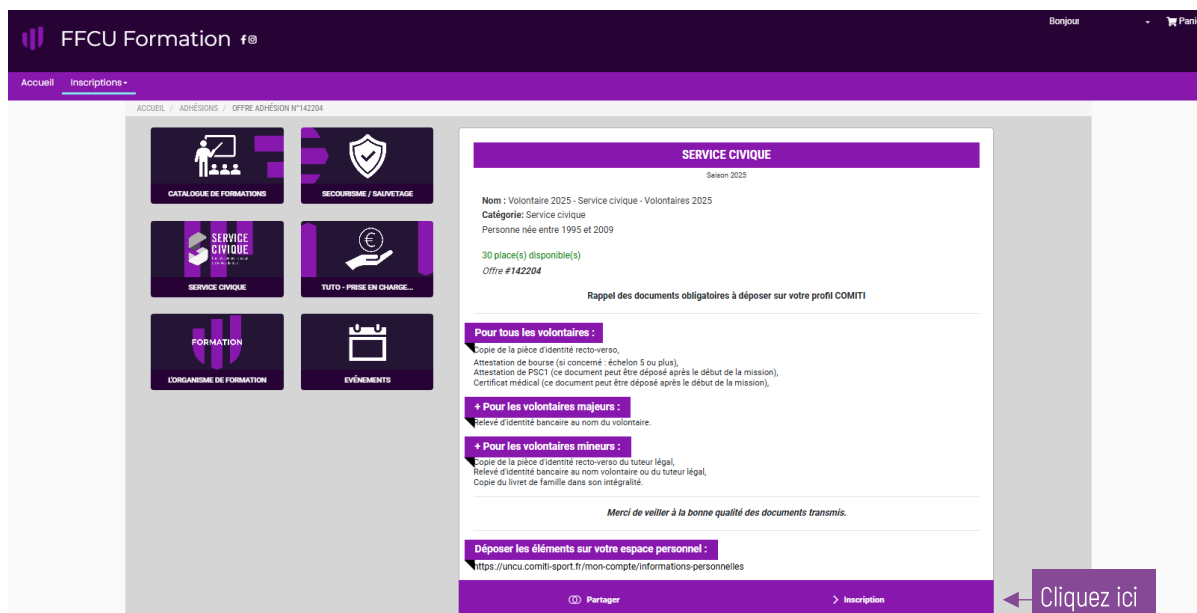 Bonjour
Pani
FFCU Formation
Accueil
Inscriptions
ACCUEIL / ADHÉSIONS / OFFRE ADHÉSION N°142204
CATALOGUE DE FORMATIONS
SECOURISME / SAUVETAGE
SERVICE
CIVIQUE
SERVICE CIVIQUE
€
TUTO - PRISE EN CHARGE...
FORMATION
L'ORGANISME DE FORMATION
EVÉNEMENTS
SERVICE CIVIQUE
Saison 2025
Nom : Volontaire 2025 - Service civique - Volontaires 2025
Catégorie: Service civique
Personne née entre 1995 et 2009
30 place(s) disponible(s)
Offre #142204
Rappel des documents obligatoires à déposer sur votre profil COMITI
Pour tous les volontaires :
Copie de la pièce d'identité recto-verso,
Attestation de bourse (si concerné : échelon 5 ou plus),
Attestation de PSC1 (ce document peut être déposé après le début de la mission),
Certificat médical (ce document peut être déposé après le début de la mission),
+ Pour les volontaires majeurs :
Relevé d'identité bancaire au nom du volontaire.
+ Pour les volontaires mineurs :
Copie de la pièce d'identité recto-verso du tuteur légal,
Relevé d'identité bancaire au nom volontaire ou du tuteur légal,
Copie du livret de famille dans son intégralité.
Merci de veiller à la bonne qualité des documents transmis.
Déposer les éléments sur votre espace personnel :
https://uncu.comiti-sport.fr/mon-compte/informations-personnelles
Partager
> Inscription
Cliquez ici